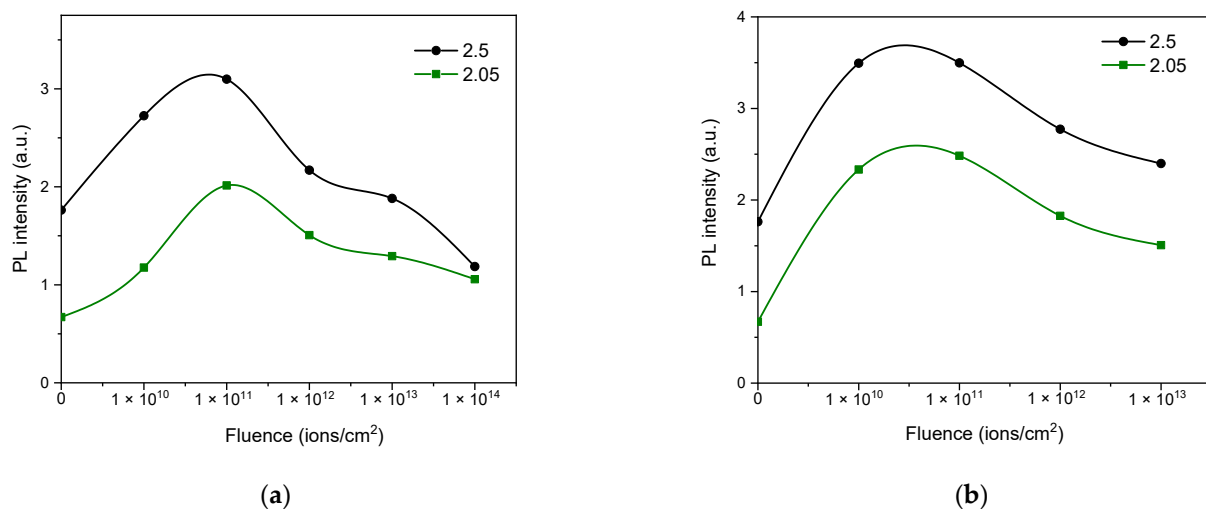 2.5
2.05
3
2
1
0
PL intensity (a.u.)
0
1 × 10^10
1 × 10^11
1 × 10^12
1 × 10^13
1 × 10^14
Fluence (ions/cm^2)
(a)
2.5
2.05
4
3
2
1
0
PL intensity (a.u.)
0
1 × 10^10
1 × 10^11
1 × 10^12
1 × 10^13
Fluence (ions/cm^2)
(b)